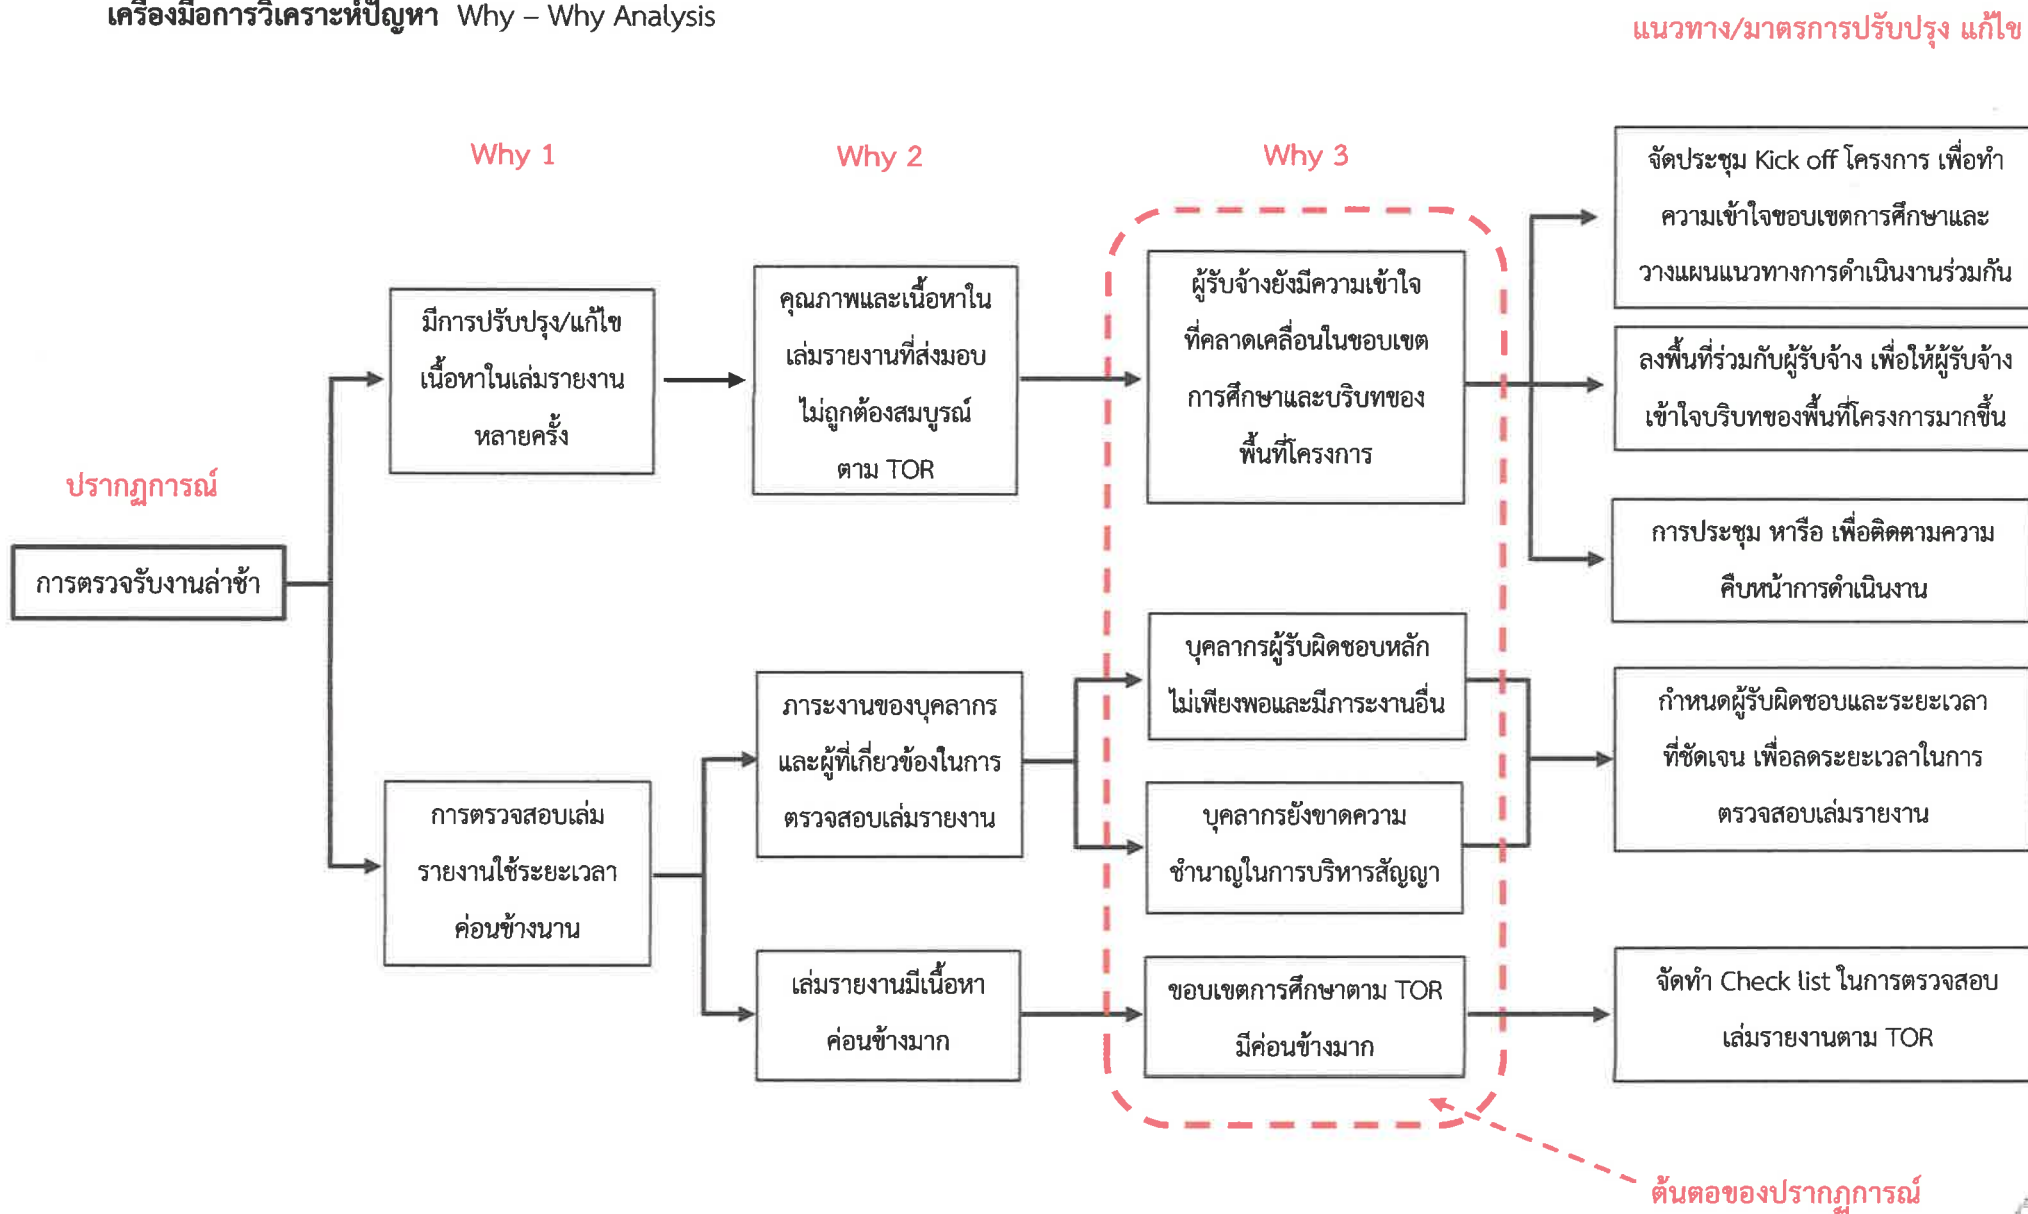 เครื่องมือการวิเคราะห์ปัญหา Why – Why Analysis
แนวทาง/มาตรการปรับปรุง แก้ไข
Why 1
Why 2
Why 3
ปรากฏการณ์
การตรวจรับงานล่าช้า
มีการปรับปรุง/แก้ไข
เนื้อหาในเล่มรายงาน
หลายครั้ง
คุณภาพและเนื้อหาใน
เล่มรายงานที่ส่งมอบ
ไม่ถูกต้องสมบูรณ์
ตาม TOR
ผู้รับจ้างยังมีความเข้าใจ
ที่คลาดเคลื่อนในขอบเขต
การศึกษาและบริบทของ
พื้นที่โครงการ
จัดประชุม Kick off โครงการ เพื่อทำ
ความเข้าใจขอบเขตการศึกษาและ
วางแผนแนวทางการดำเนินงานร่วมกัน
ลงพื้นที่ร่วมกับผู้รับจ้าง เพื่อให้ผู้รับจ้าง
เข้าใจบริบทของพื้นที่โครงการมากขึ้น
การประชุม หารือ เพื่อติดตามความ
คืบหน้าการดำเนินงาน
การตรวจสอบเล่ม
รายงานใช้ระยะเวลา
ค่อนข้างนาน
ภาระงานของบุคลากร
และผู้ที่เกี่ยวข้องในการ
ตรวจสอบเล่มรายงาน
บุคลากรผู้รับผิดชอบหลัก
ไม่เพียงพอและมีภาระงานอื่น
บุคลากรยังขาดความ
ชำนาญในการบริหารสัญญา
กำหนดผู้รับผิดชอบและระยะเวลา
ที่ชัดเจน เพื่อลดระยะเวลาในการ
ตรวจสอบเล่มรายงาน
เล่มรายงานมีเนื้อหา
ค่อนข้างมาก
ขอบเขตการศึกษาตาม TOR
มีค่อนข้างมาก
จัดทำ Check list ในการตรวจสอบ
เล่มรายงานตาม TOR
ต้นตอของปรากฏการณ์